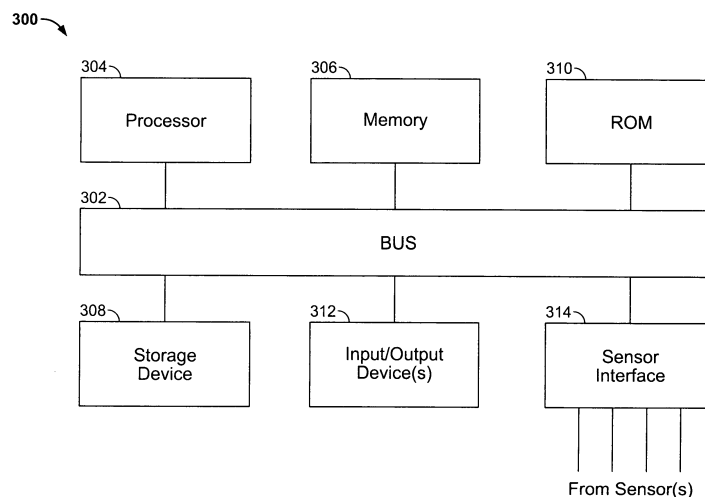 300
304
306
310
Processor
Memory
ROM
302
BUS
308
312
314
Storage
Device
Input/Output
Device(s)
Sensor
Interface
From Sensor(s)